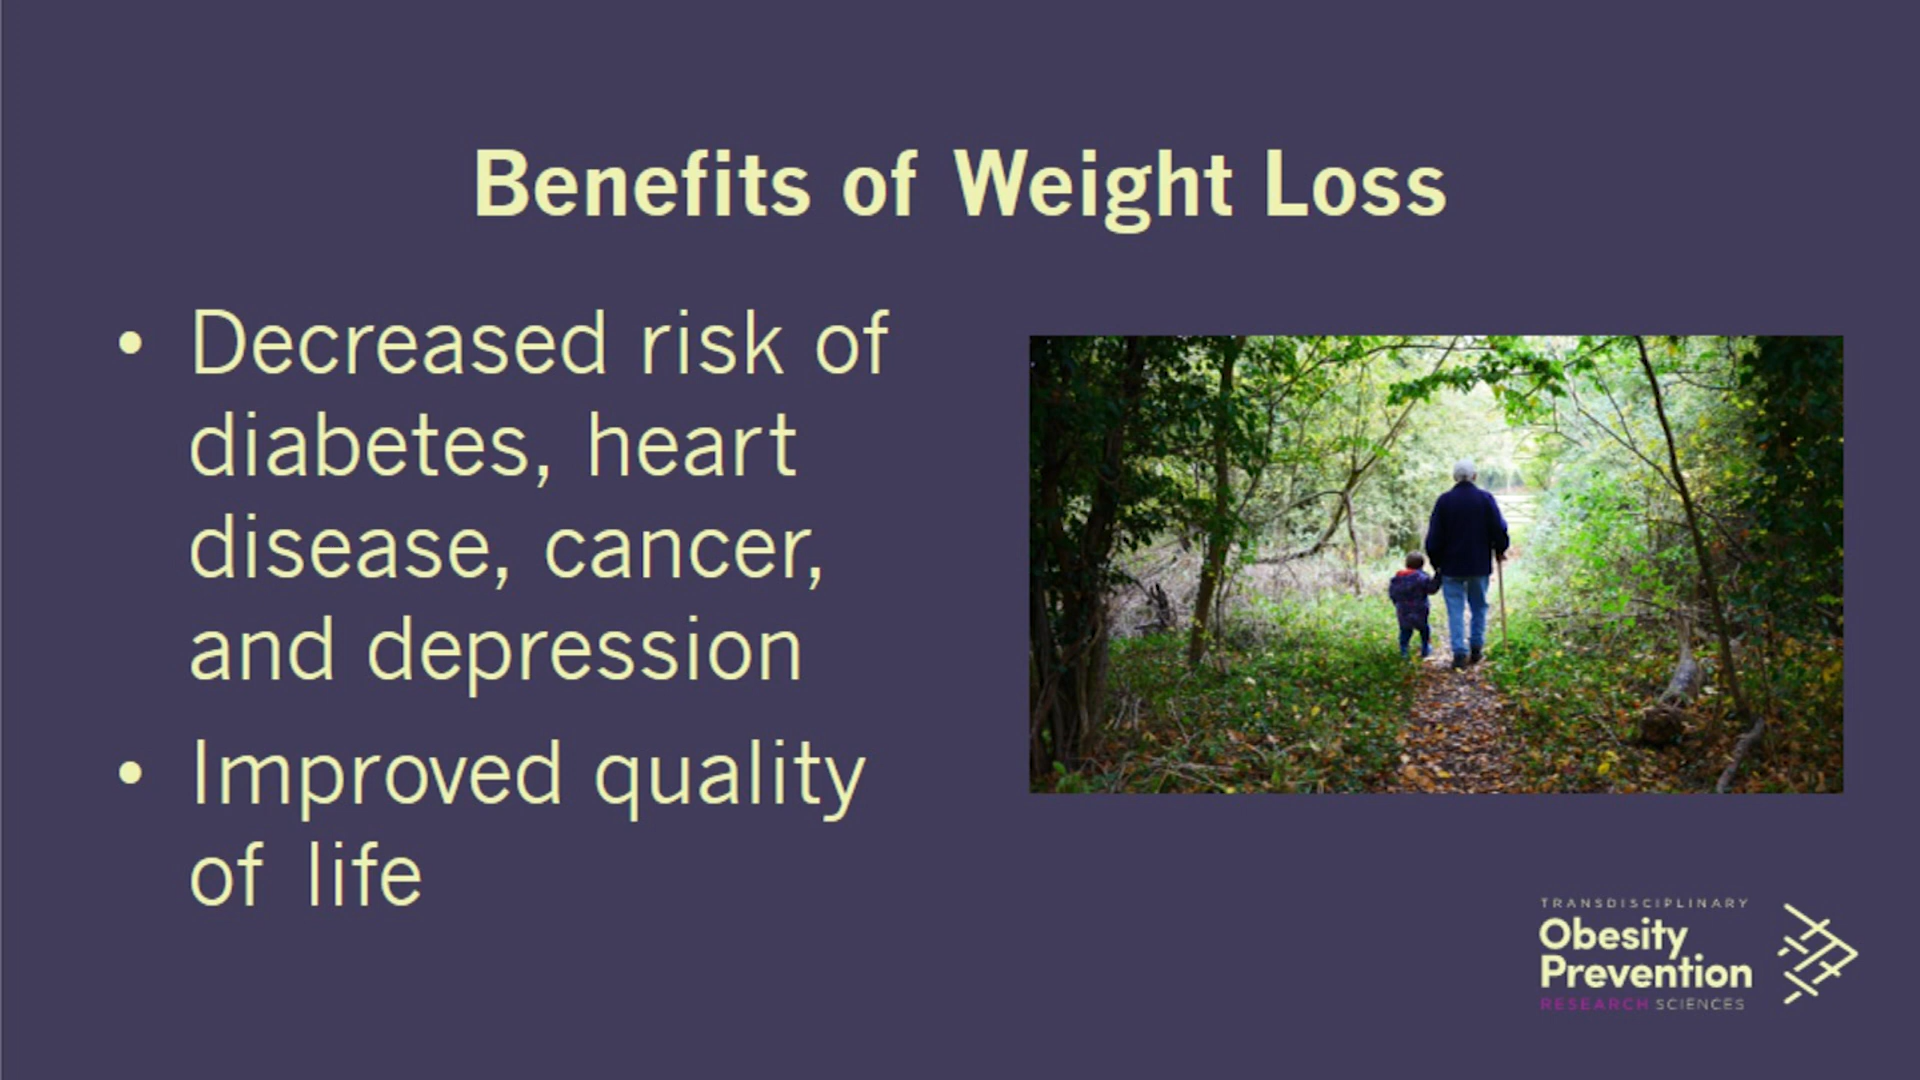 Benefits of Weight Loss
• Decreased risk of
diabetes, heart
disease, cancer,
and depression
• Improved quality
of life
TRANSDISCIPLINARY
Obesity
Prevention
RESEARCH SCIENCES